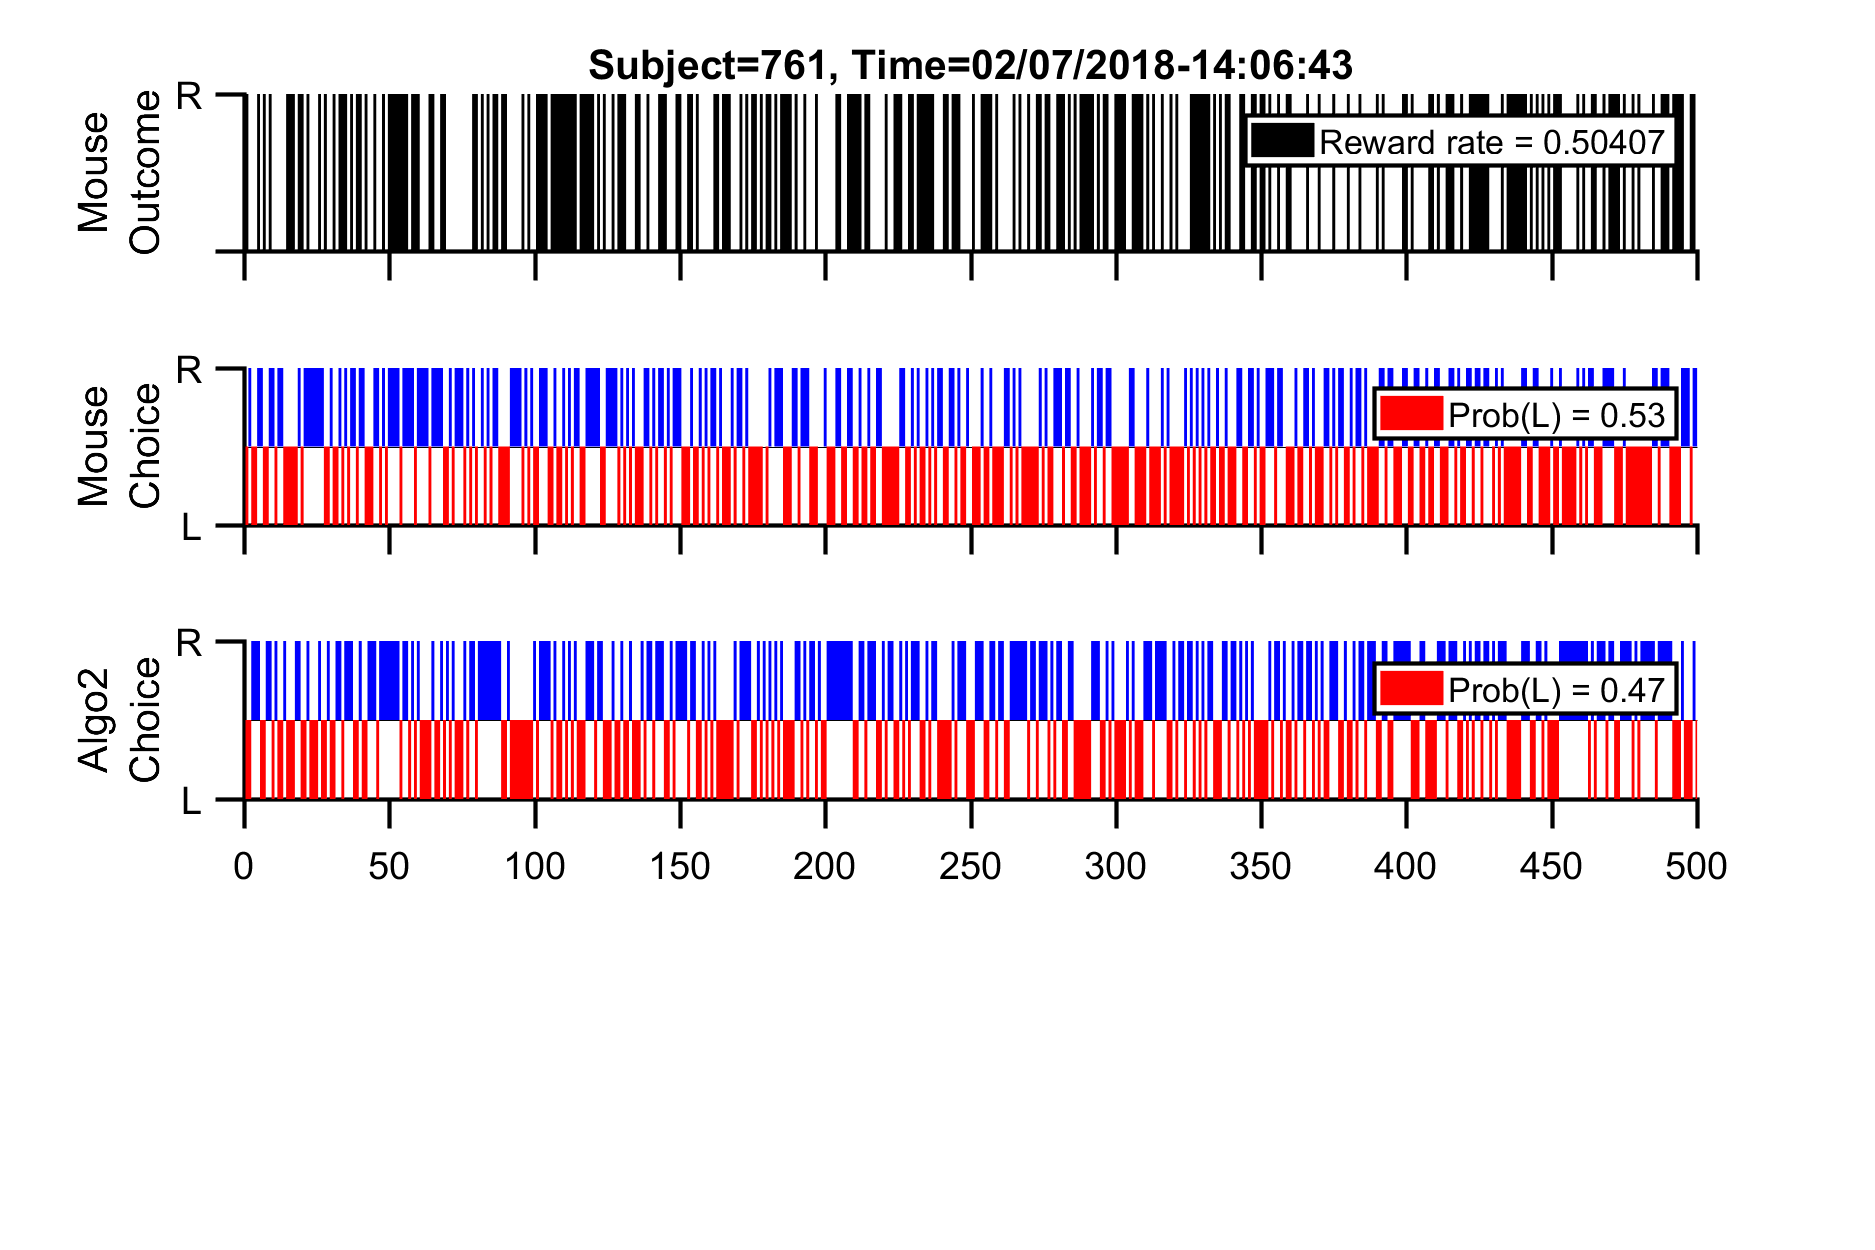 Subject=761, Time=02/07/2018-14:06:43
Mouse
Outcome
R
Reward rate = 0.50407
Mouse
Choice
R
L
Prob(L) = 0.53
Algo2
Choice
R
L
Prob(L) = 0.47
0 50 100 150 200 250 300 350 400 450 500